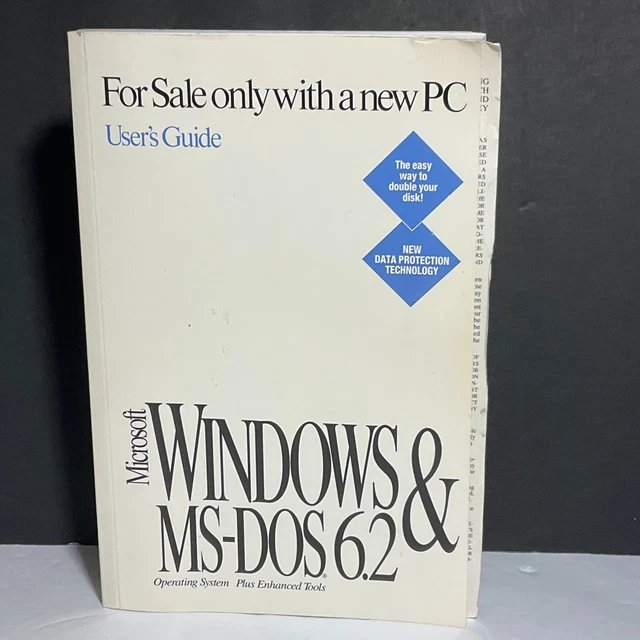 For Sale only with a new PC
User's Guide
The easy
way to
double your
disk!
NEW
DATA PROTECTION
TECHNOLOGY
Microsoft
WINDOWS &
MS-DOS® 6.2
Operating System Plus Enhanced Tools